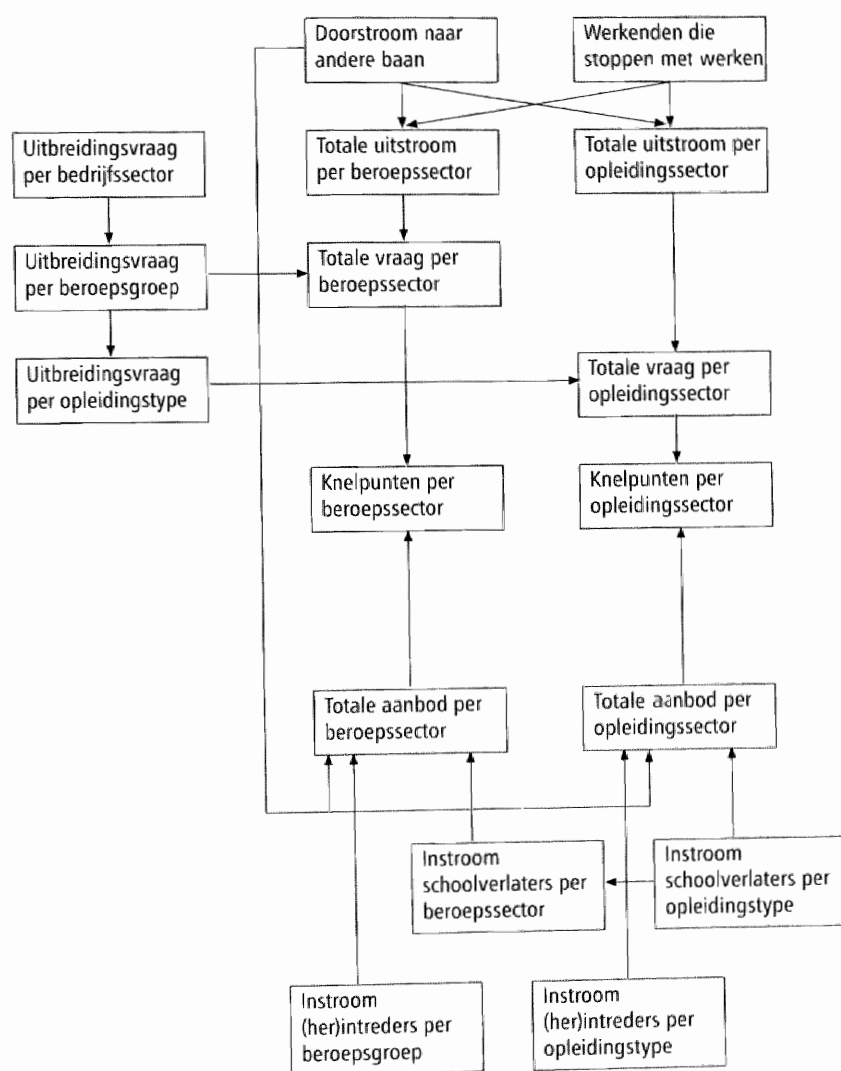 Doorstroom naar
andere baan
Werkenden die
stoppen met werken
Uitbreidingsvraag
per bedrijfssector
Totale uitstroom
per beroepssector
Totale uitstroom per
opleidingssector
Uitbreidingsvraag
per beroepsgroep
Totale vraag per
beroepssector
Uitbreidingsvraag
per opleidingstype
Totale vraag per
opleidingssector
Knelpunten per
beroepssector
Knelpunten per
opleidingssector
Totale aanbod per
beroepssector
Totale aanbod per
opleidingssector
Instroom
schoolverlaters per
beroepssector
Instroom
schoolverlaters per
opleidingstype
Instroom
(her)intreders per
beroepsgroep
Instroom
(her)intreders per
opleidingstype